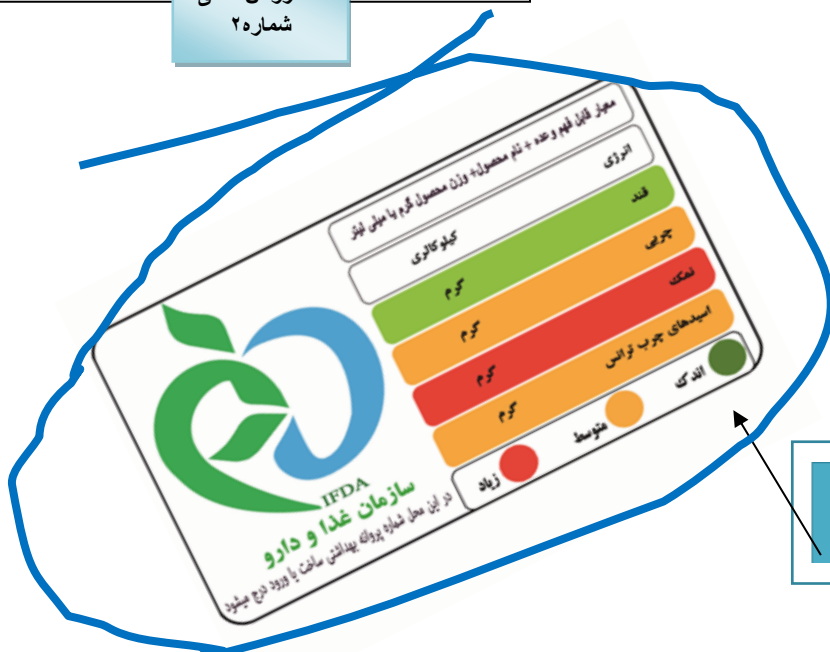 شماره۲
معیار قابل فهم وعده + نام محصول+ وزن محصول گرم یا میلی لیتر
انرژی
کیلوکالری
قند
گرم
چربی
گرم
نمک
گرم
اسیدهای چرب ترانس
گرم
اندک
متوسط
زیاد
IFDA
سازمان غذا و دارو
در این محل شماره پروانه بهداشتی ساخت یا ورود درج میشود